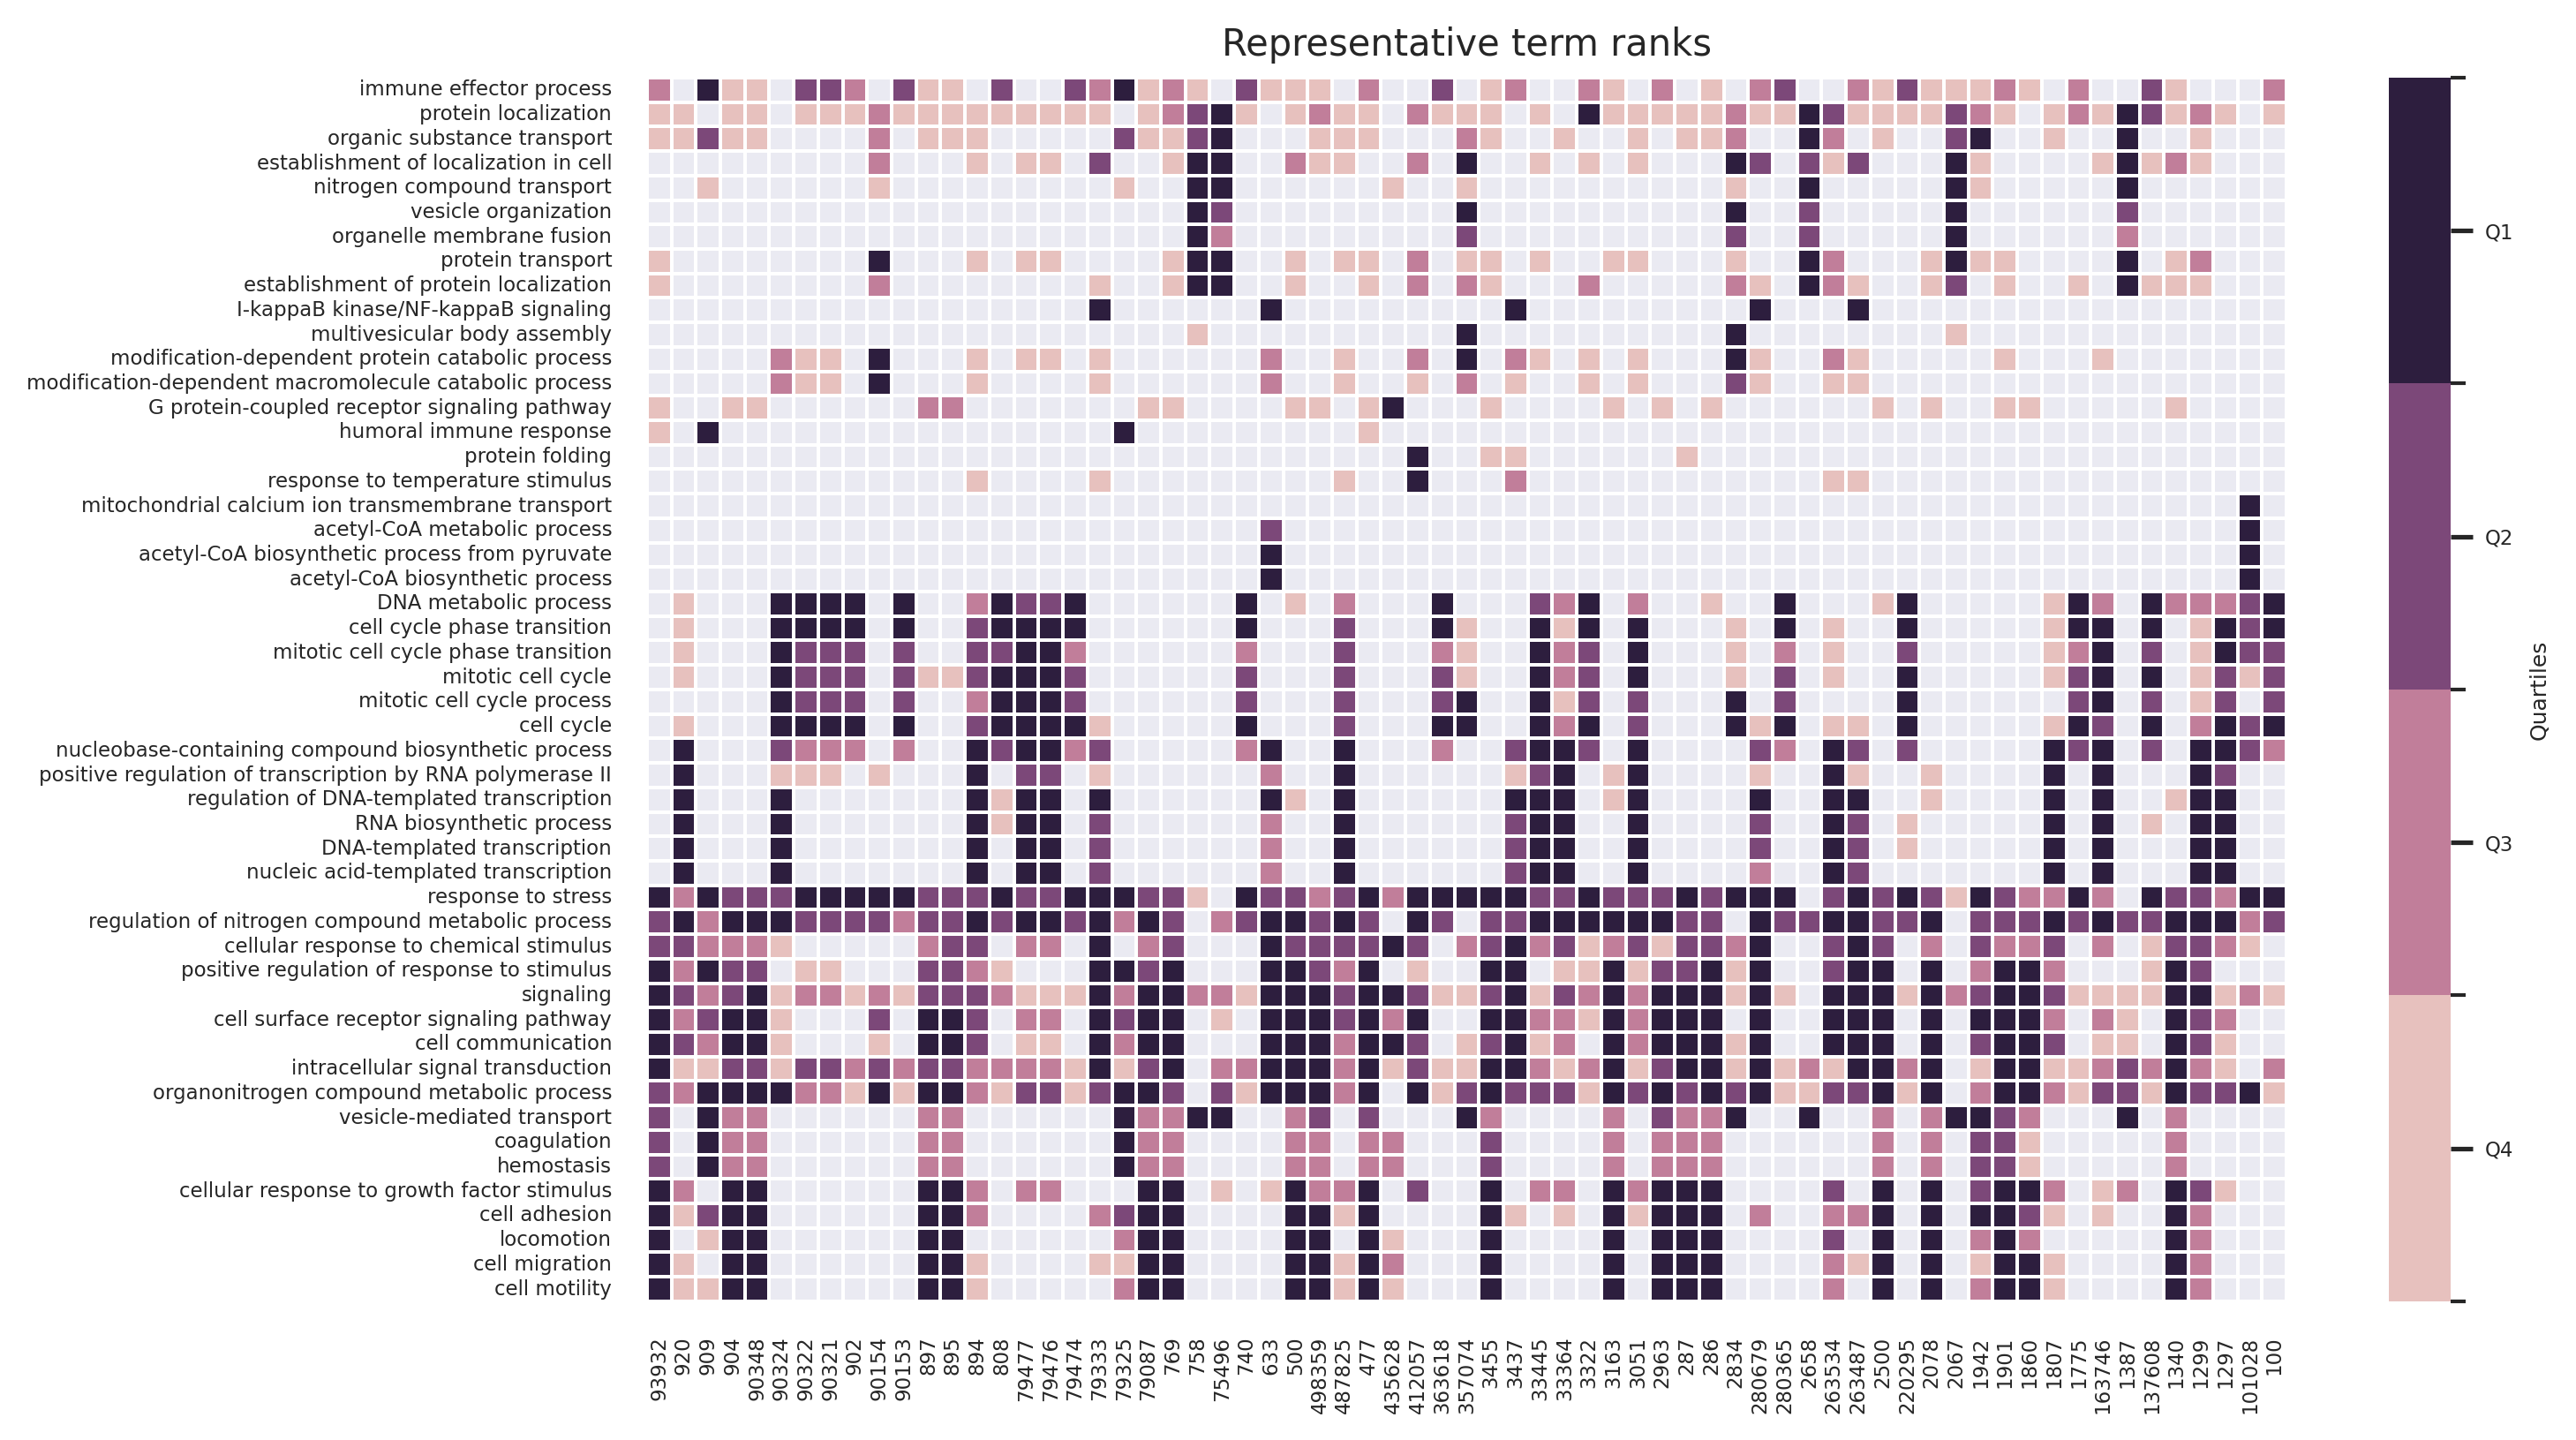 Representative term ranks
immune effector process
protein localization
organic substance transport
establishment of localization in cell
nitrogen compound transport
vesicle organization
organelle membrane fusion
protein transport
establishment of protein localization
I-kappaB kinase/NF-kappaB signaling
multivesicular body assembly
modification-dependent protein catabolic process
modification-dependent macromolecule catabolic process
G protein-coupled receptor signaling pathway
humoral immune response
protein folding
response to temperature stimulus
mitochondrial calcium ion transmembrane transport
acetyl-CoA metabolic process
acetyl-CoA biosynthetic process from pyruvate
acetyl-CoA biosynthetic process
DNA metabolic process
cell cycle phase transition
mitotic cell cycle phase transition
mitotic cell cycle
mitotic cell cycle process
cell cycle
nucleobase-containing compound biosynthetic process
positive regulation of transcription by RNA polymerase II
regulation of DNA-templated transcription
RNA biosynthetic process
DNA-templated transcription
nucleic acid-templated transcription
response to stress
regulation of nitrogen compound metabolic process
cellular response to chemical stimulus
positive regulation of response to stimulus
signaling
cell surface receptor signaling pathway
cell communication
intracellular signal transduction
organonitrogen compound metabolic process
vesicle-mediated transport
coagulation
hemostasis
cellular response to growth factor stimulus
cell adhesion
locomotion
cell migration
cell motility
93932
920
909
904
90348
90324
90322
90321
902
90154
90153
897
895
894
808
79477
79476
79474
79333
79325
79087
769
758
75496
740
633
500
498359
487825
477
435628
412057
363618
357074
3455
3437
33445
33364
3322
3163
3051
2963
287
286
2834
280679
280365
2658
263534
263487
2500
220295
2078
2067
1942
1901
1860
1807
1775
163746
1387
137608
1340
1299
1297
101028
100
Q1
Q2
Q3
Q4
Quartiles